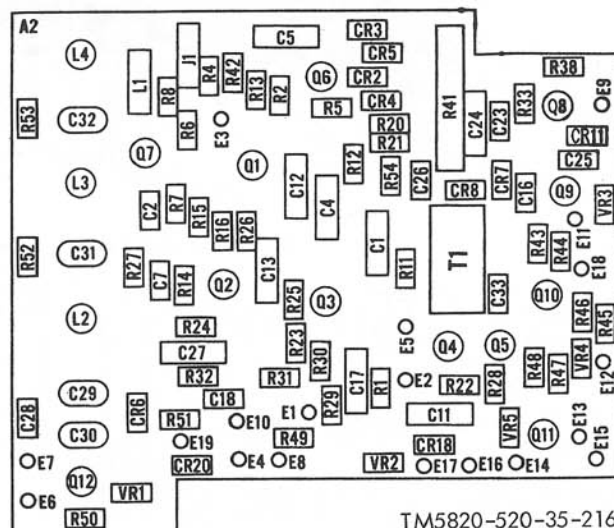 A2
L4
J1
C5
CR3
CR5
L1
R8
R4
R42
R13
R2
Q6
CR2
R38
R53
C32
R6
E3
R5
CR4
R20
R21
R41
C24
C23
R33
Q8
E9
CR11
C25
Q7
Q1
C12
R12
R54
C26
CR8
CR7
C16
Q9
VR3
L3
C2
R7
R15
R16
R26
C4
C1
E11
R52
C31
R27
C7
R14
Q2
C13
R25
Q3
R11
T1
C33
R43
R44
E18
Q10
R46
R45
L2
R24
C27
R23
R30
E5
Q4
Q5
R48
R47
VR4
E12
R32
R31
C17
R1
E2
R22
R28
C29
C28
CR6
C18
R51
E10
E1
R29
C11
VR5
Q11
E13
C30
E19
R49
CR18
E7
CR20
E4
E8
VR2
E17
E16
E14
E15
Q12
E6
VR1
R50
TM5820-520-35-216